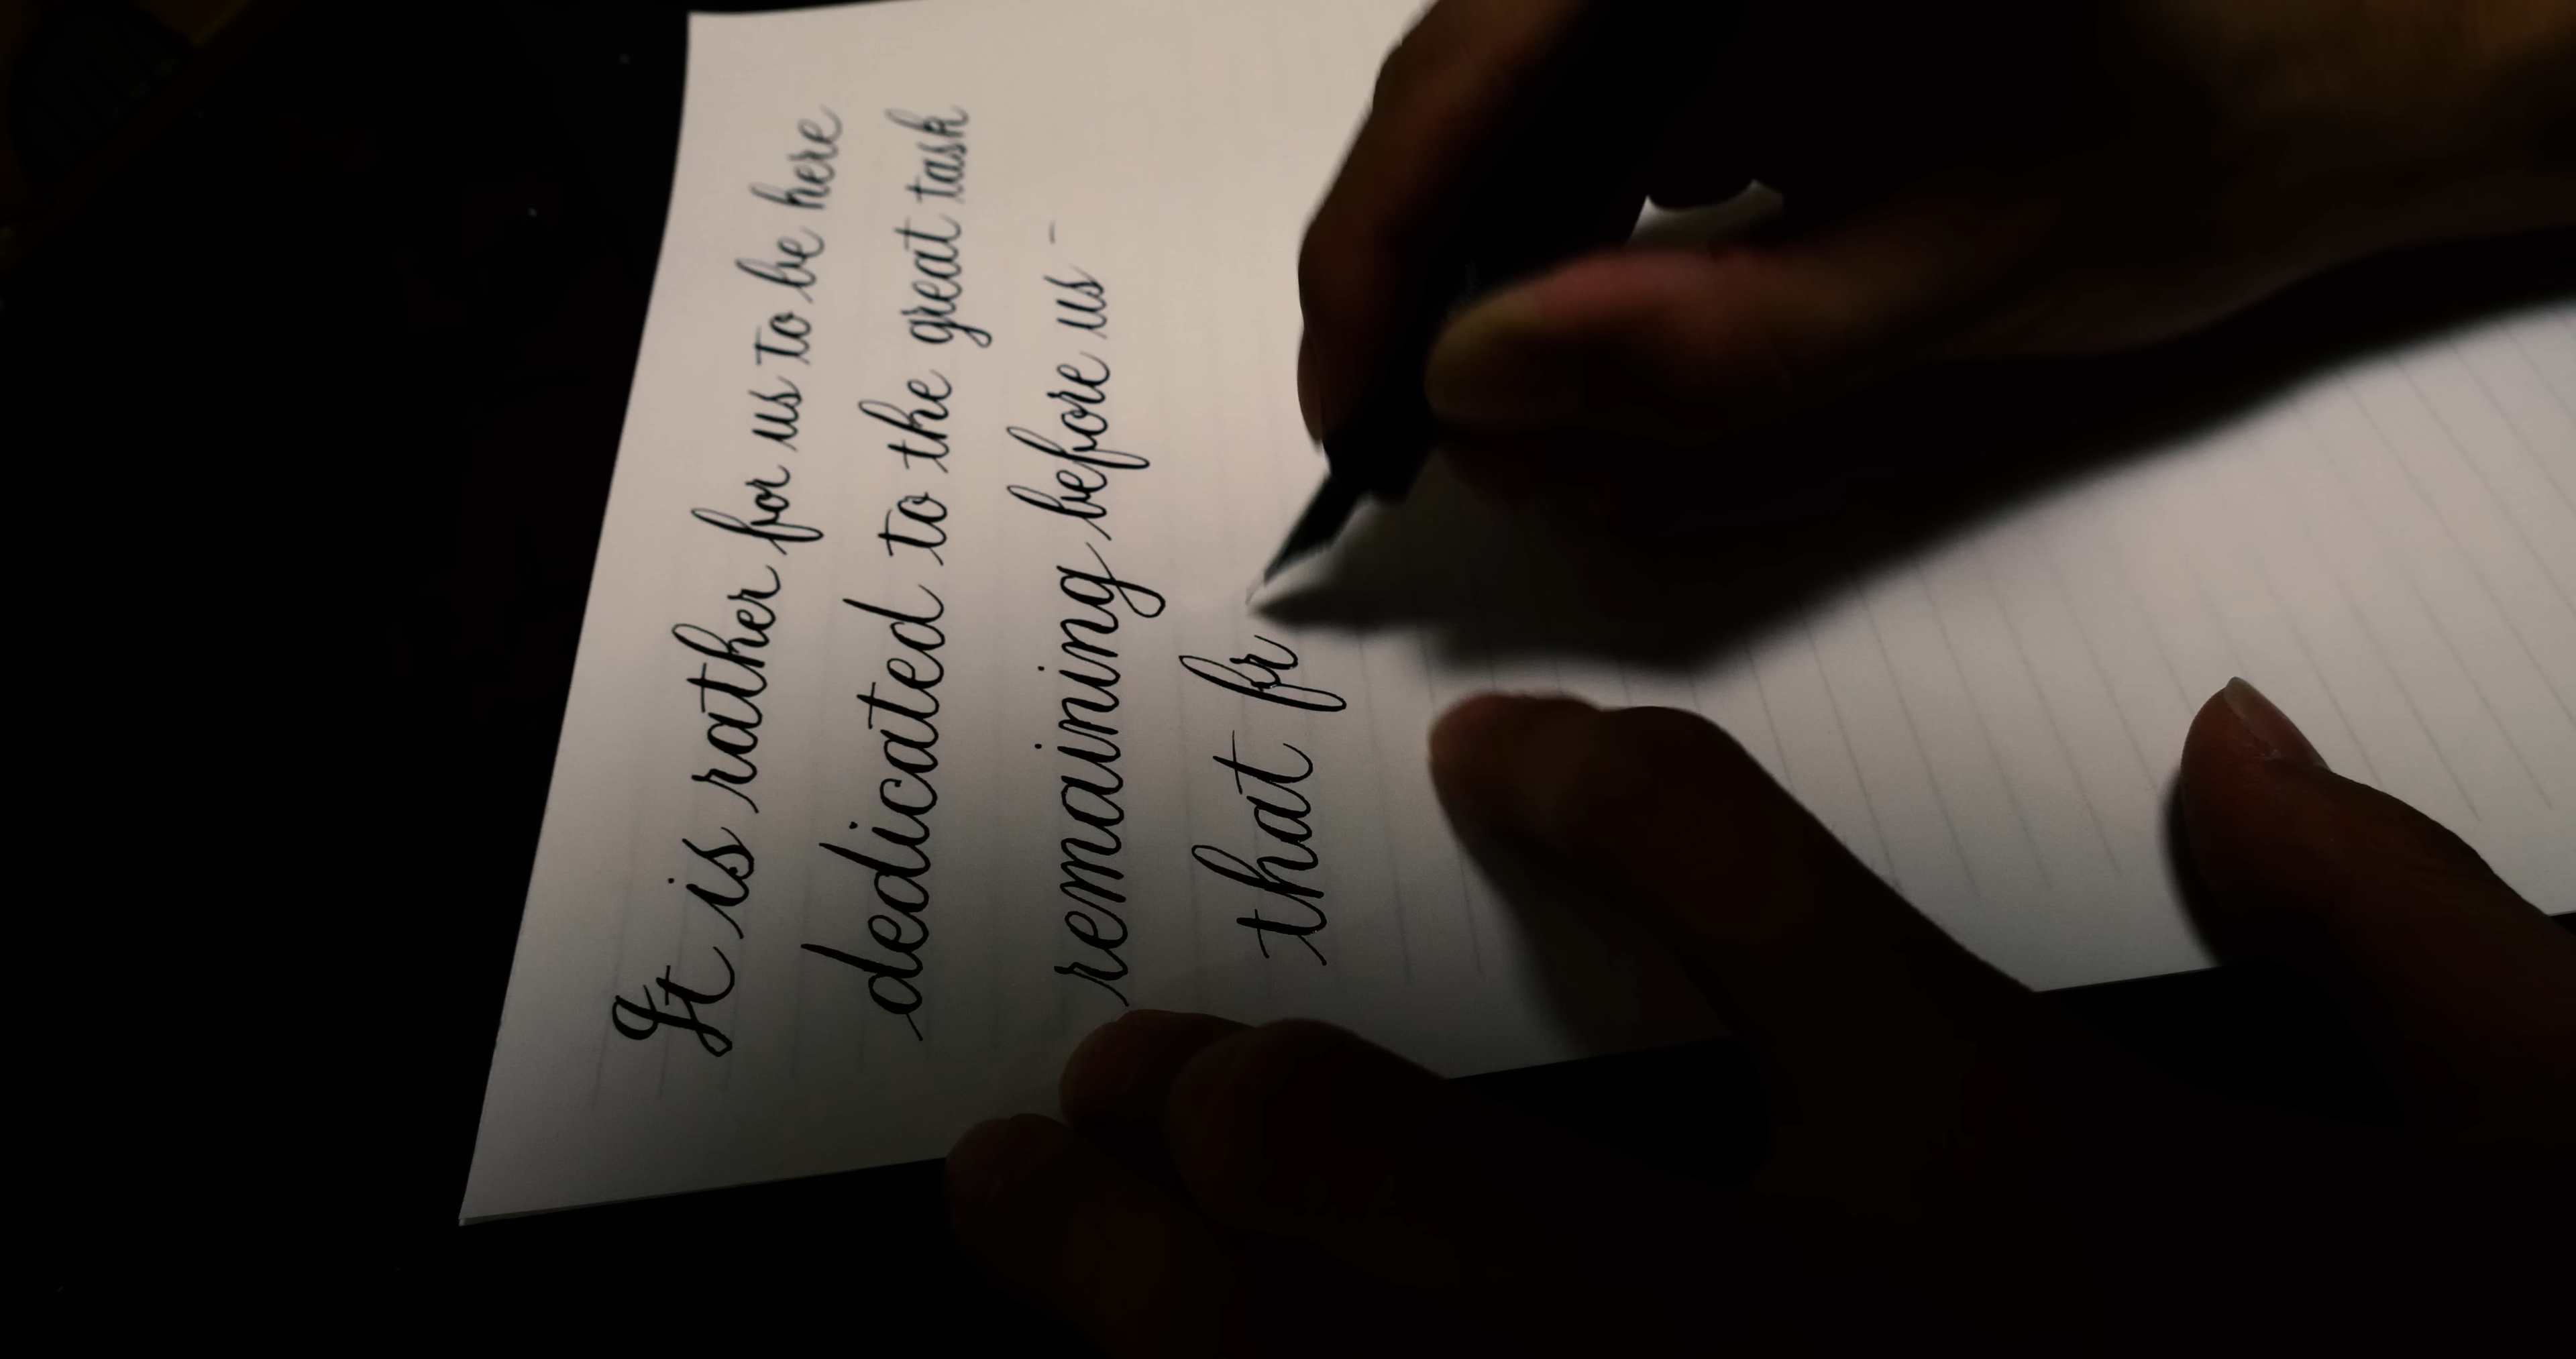 It is rather for us to be here
dedicated to the great task
remaining before us -
that fr